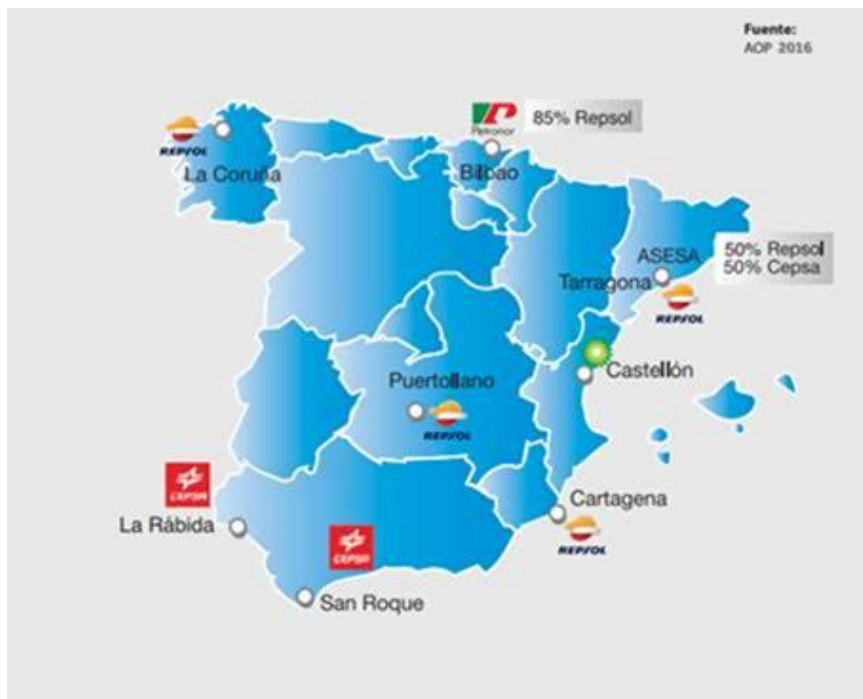 Fuente:
AOP 2016
Petronor
85% Repsol
REPSOL
La Coruña
Bilbao
ASESA
50% Repsol
50% Cepsa
Tarragona
REPSOL
Castellón
Puertollano
REPSOL
CEPSA
La Rábida
Cartagena
REPSOL
CEPSA
San Roque